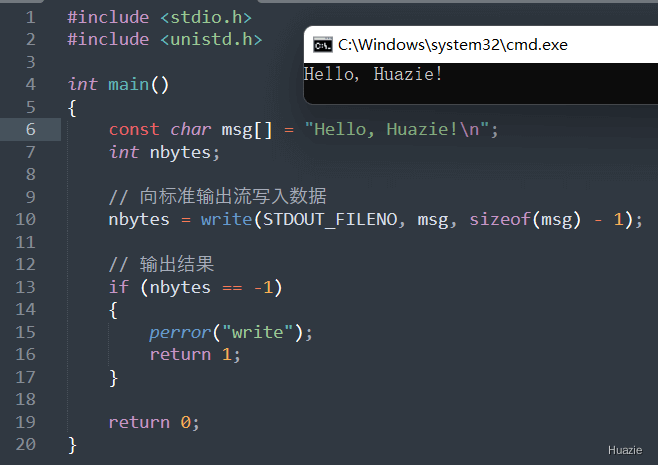 1 #include <stdio.h>
2 #include <unistd.h>
3
4 int main()
5 {
6     const char msg[] = "Hello, Huazie!\n";
7     int nbytes;
8
9     // 向标准输出流写入数据
10     nbytes = write(STDOUT_FILENO, msg, sizeof(msg) - 1);
11
12     // 输出结果
13     if (nbytes == -1)
14     {
15         perror("write");
16         return 1;
17     }
18
19     return 0;
20 }
C:\Windows\system32\cmd.exe
Hello, Huazie!
Huazie